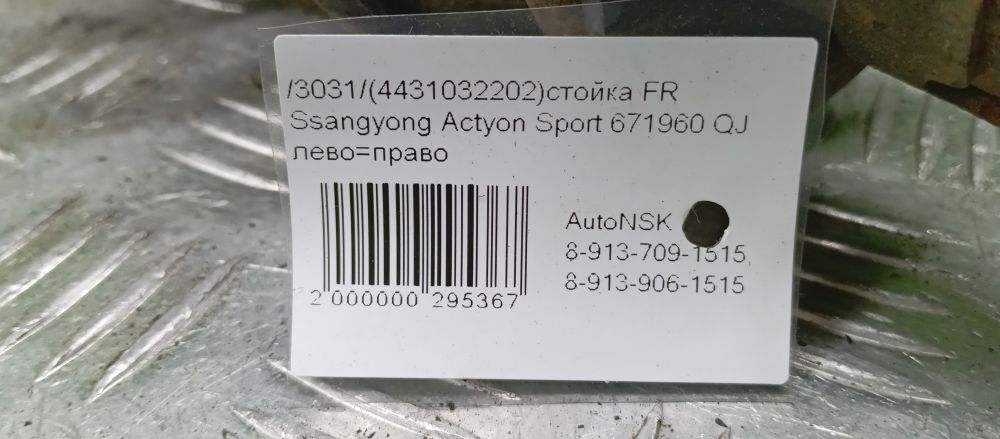 /3031/(4431032202)стойка FR
Ssangyong Actyon Sport 671960 QJ
лево=право
AutoNSK
8-913-709-1515,
8-913-906-1515
2 000000 295367